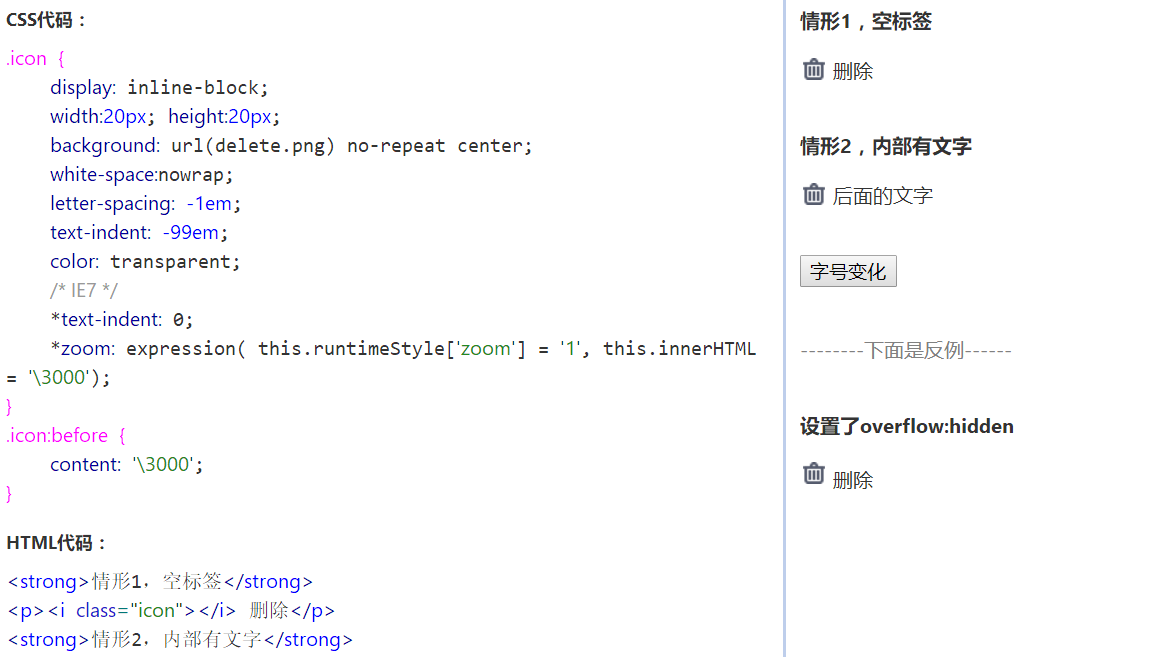 CSS代码：
.icon {
display: inline-block;
width:20px; height:20px;
background: url(delete.png) no-repeat center;
white-space:nowrap;
letter-spacing: -1em;
text-indent: -99em;
color: transparent;
/* IE7 */
*text-indent: 0;
*zoom: expression( this.runtimeStyle['zoom'] = '1', this.innerHTML
= '\3000');
}
.icon:before {
content: '\3000';
}
HTML代码：
<strong>情形1，空标签</strong>
<p><i class="icon"></i> 删除</p>
<strong>情形2，内部有文字</strong>
情形1，空标签
删除
情形2，内部有文字
后面的文字
字号变化
--------下面是反例------
设置了overflow:hidden
删除